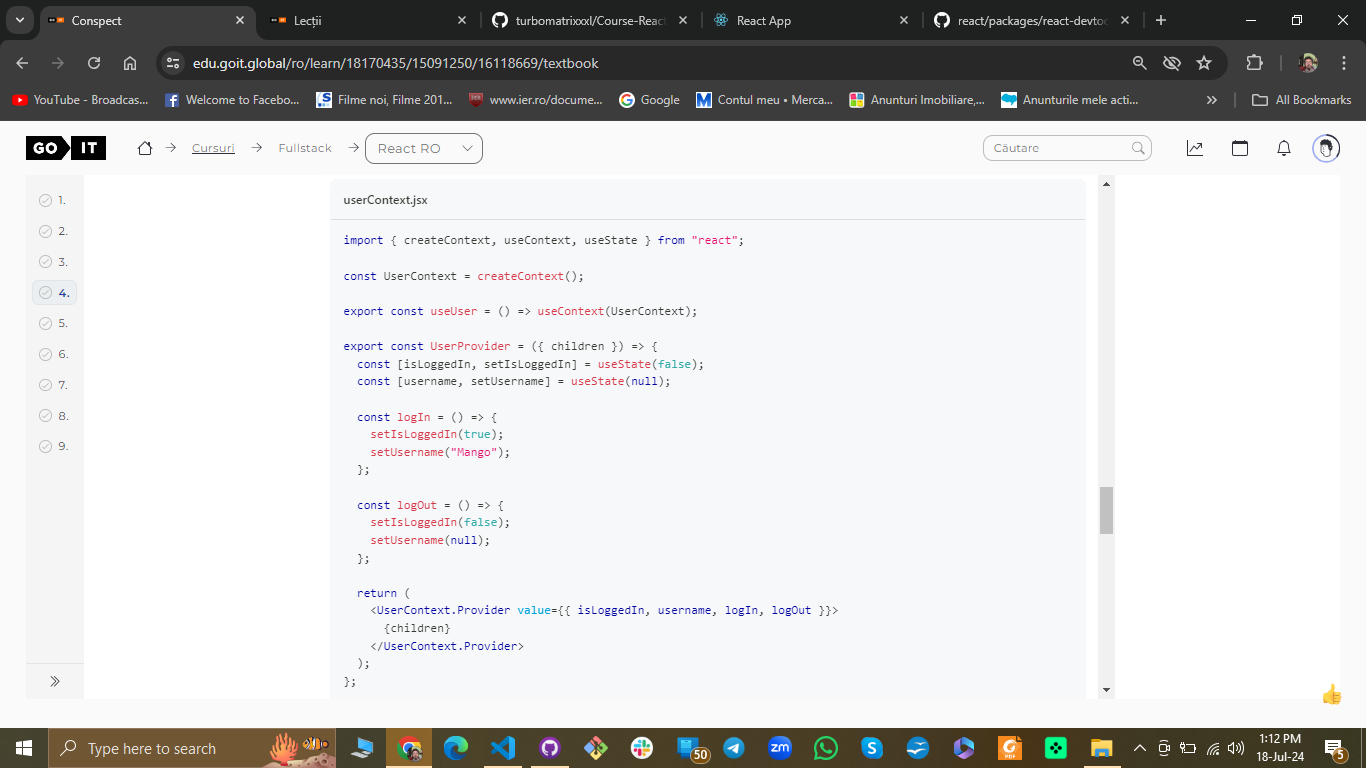 Conspect
Lecții
turbomatrixxxl/Course-Reac
React App
react/packages/react-devtoo
edu.goit.global/ro/learn/18170435/15091250/16118669/textbook
YouTube - Broadcas...
Welcome to Facebo...
Filme noi, Filme 201...
www.ier.ro/docume...
Google
Contul meu • Merca...
Anunturi Imobiliare,...
Anunturile mele acti...
All Bookmarks
GO IT
Cursuri
Fullstack
React RO
Căutare
1.
2.
3.
4.
5.
6.
7.
8.
9.
userContext.jsx
import { createContext, useContext, useState } from "react";
const UserContext = createContext();
export const useUser = () => useContext(UserContext);
export const UserProvider = ({ children }) => {
const [isLoggedIn, setIsLoggedIn] = useState(false);
const [username, setUsername] = useState(null);
const logIn = () => {
setIsLoggedIn(true);
setUsername("Mango");
};
const logOut = () => {
setIsLoggedIn(false);
setUsername(null);
};
return (
<UserContext.Provider value={{ isLoggedIn, username, logIn, logOut }}>
{children}
</UserContext.Provider>
);
};
Type here to search
50
zm
1:12 PM
18-Jul-24
5